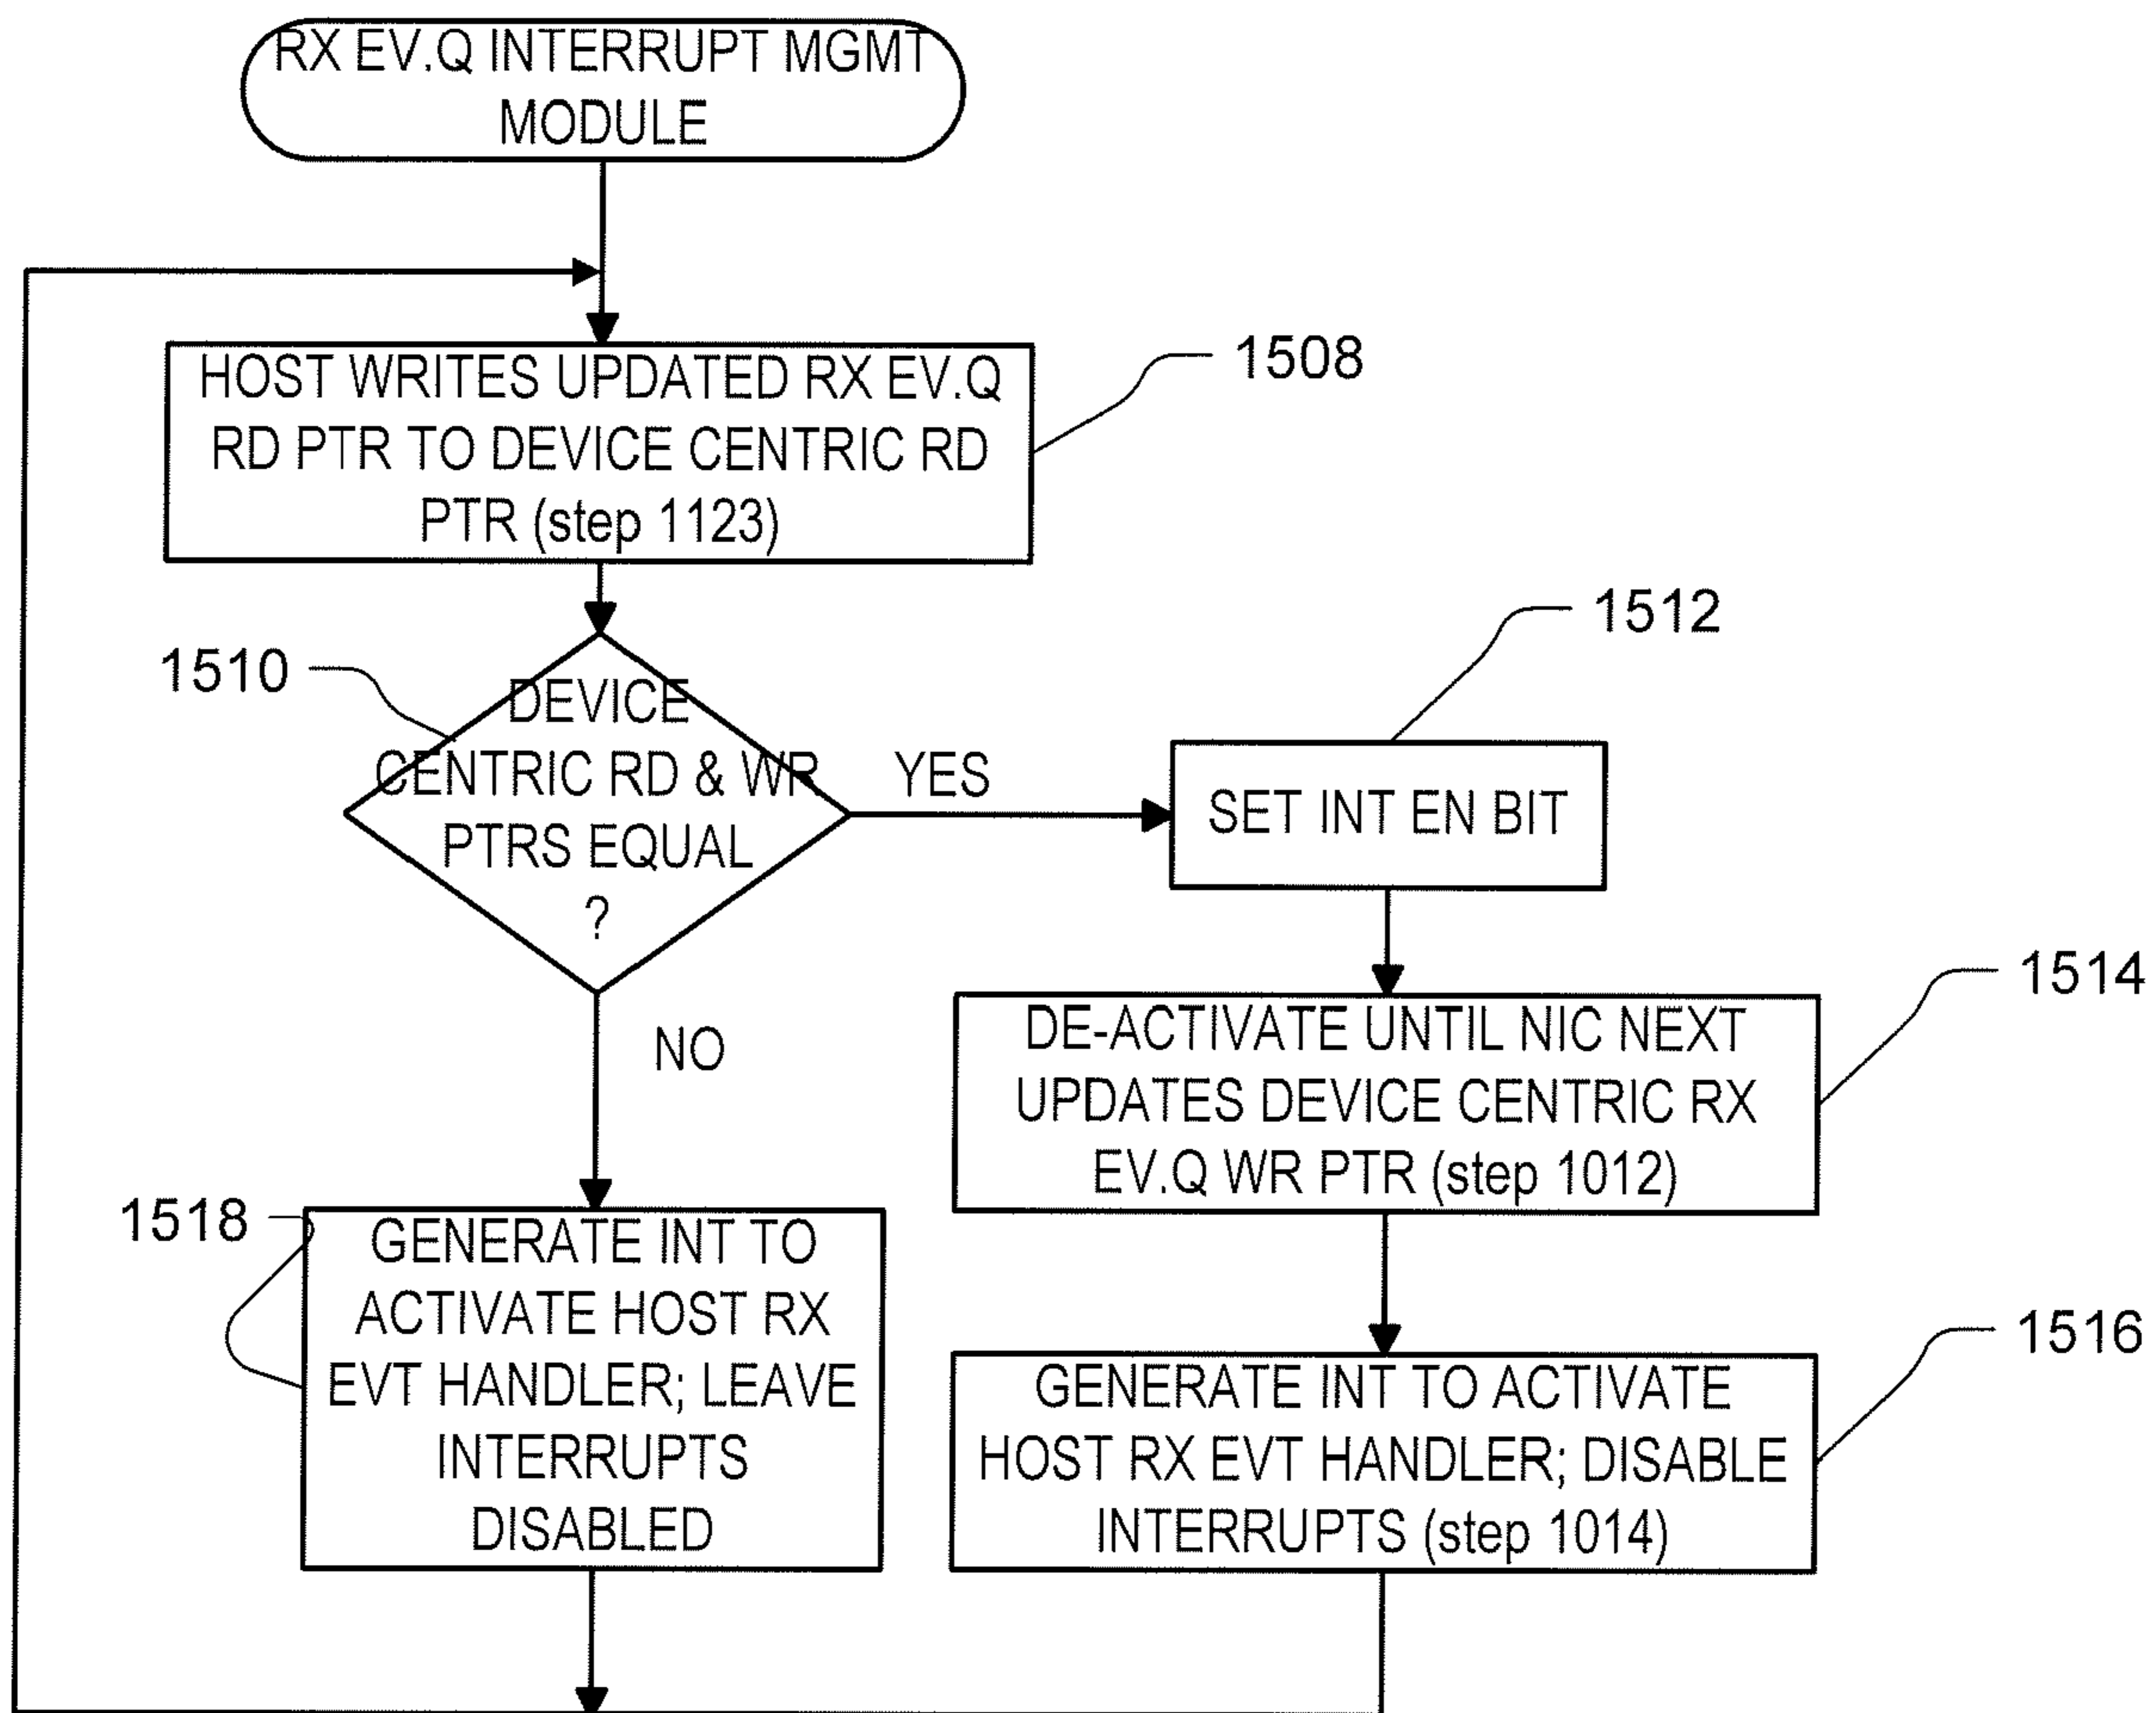 RX EV.Q INTERRUPT MGMT
MODULE
HOST WRITES UPDATED RX EV.Q
RD PTR TO DEVICE CENTRIC RD
PTR (step 1123)
1508
1510
DEVICE
CENTRIC RD & WR
PTRS EQUAL
?
YES
NO
1512
SET INT EN BIT
DE-ACTIVATE UNTIL NIC NEXT
UPDATES DEVICE CENTRIC RX
EV.Q WR PTR (step 1012)
1514
1518
GENERATE INT TO
ACTIVATE HOST RX
EVT HANDLER; LEAVE
INTERRUPTS
DISABLED
GENERATE INT TO ACTIVATE
HOST RX EVT HANDLER; DISABLE
INTERRUPTS (step 1014)
1516